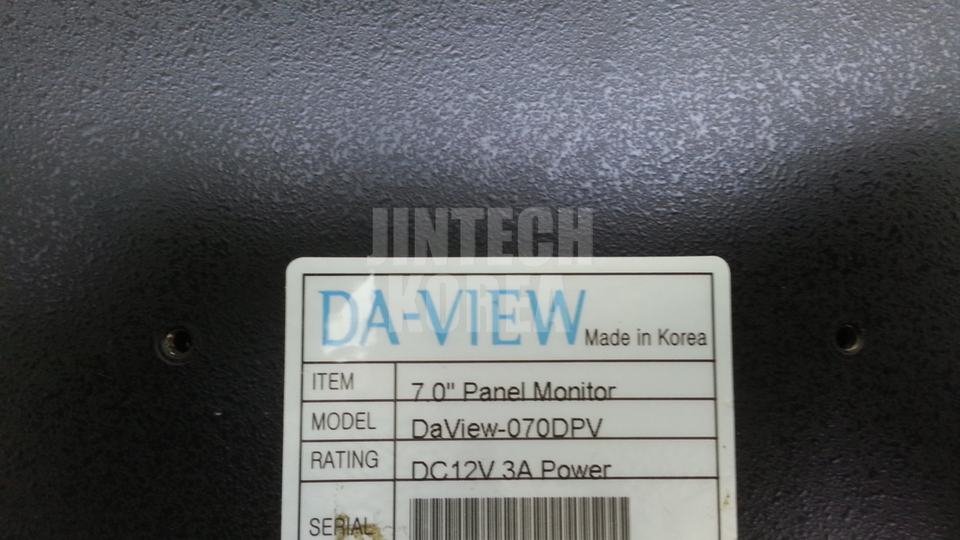 JINTECH
KOREA
DA-VIEW Made in Korea
ITEM 7.0" Panel Monitor
MODEL DaView-070DPV
RATING DC12V 3A Power
SERIAL